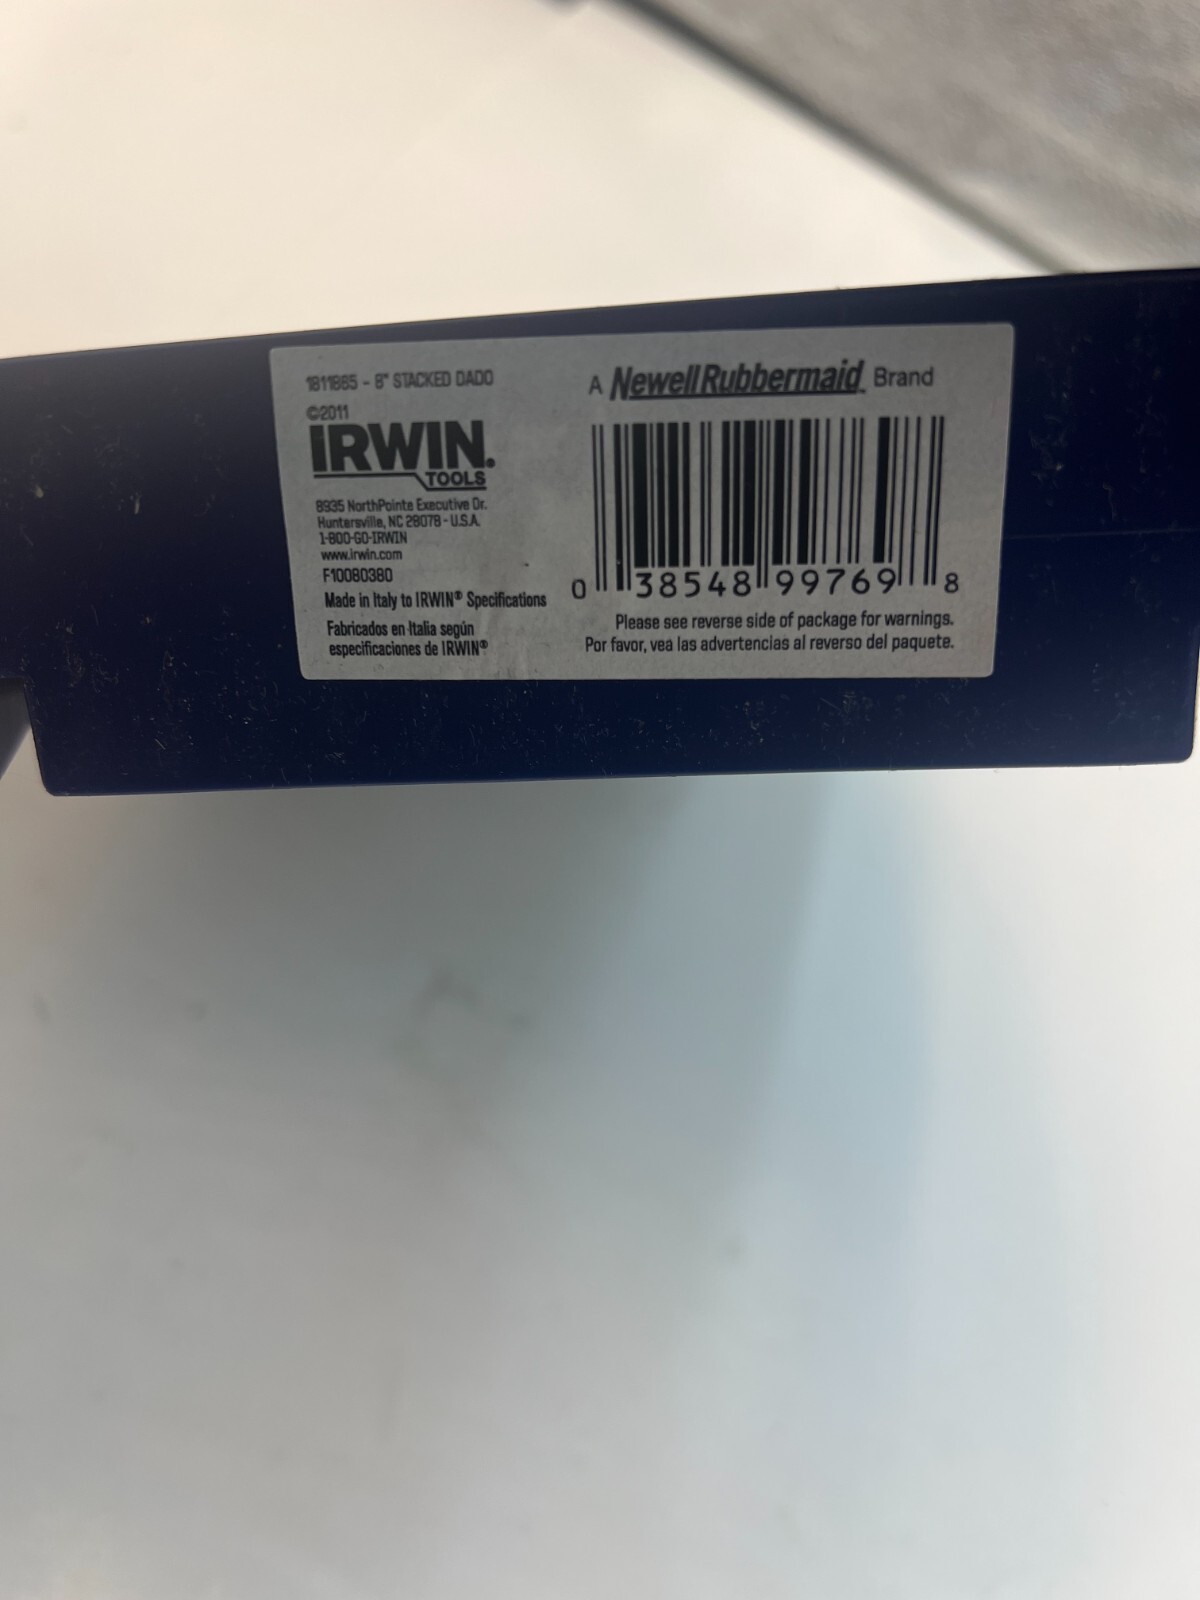 1811865 - 8" STACKED DADO
©2011
IRWIN®
TOOLS
8935 NorthPointe Executive Dr.
Huntersville, NC 28078 - U.S.A.
1-800-GO-IRWIN
www.irwin.com
F10080380
Made in Italy to IRWIN® Specifications
Fabricados en Italia según
especificaciones de IRWIN®
A NewellRubbermaid Brand
0 38548 99769 8
Please see reverse side of package for warnings.
Por favor, vea las advertencias al reverso del paquete.